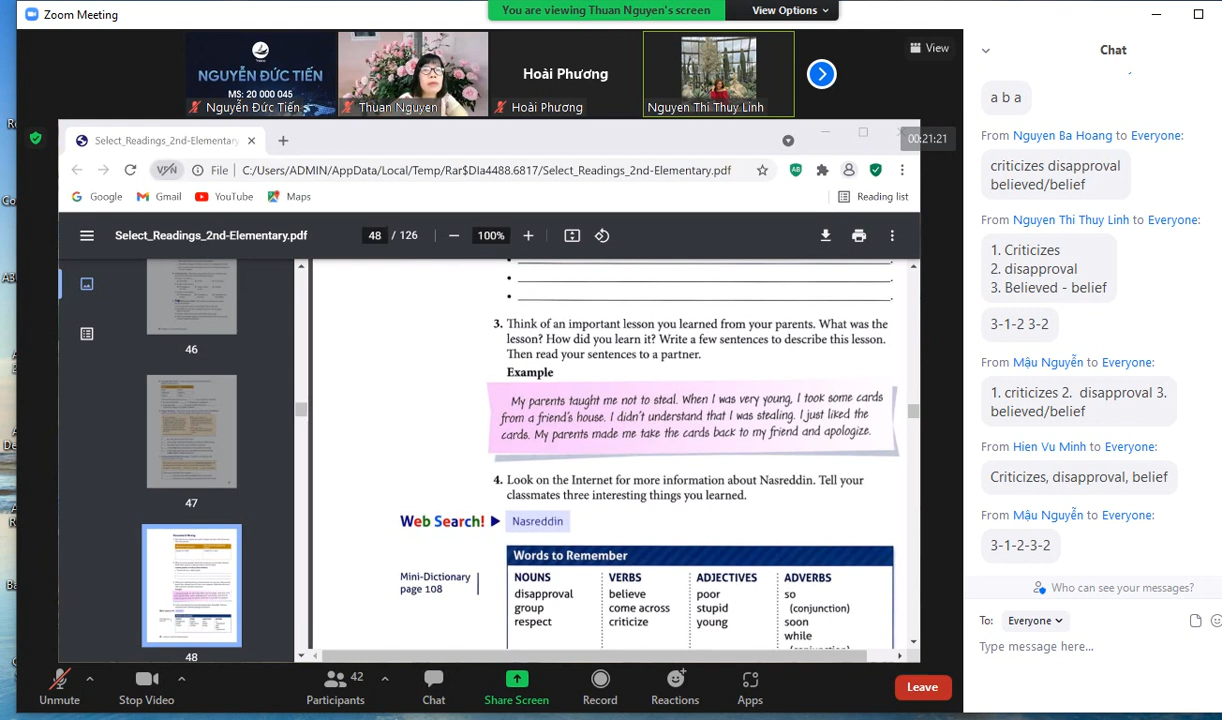 Zoom Meeting
You are viewing Thuan Nguyen's screen
View Options
NGUYỄN ĐỨC TIẾN
MS: 20 000 045
Nguyễn Đức Tiến
Thuan Nguyen
Hoài Phương
Hoài Phương
Nguyen Thi Thuy Linh
View
00:21:21
Select_Readings_2nd-Elementary
VPN
File
C:/Users/ADMIN/AppData/Local/Temp/Rar$DIa4488.6817/Select_Readings_2nd-Elementary.pdf
Google
Gmail
YouTube
Maps
Reading list
Select_Readings_2nd-Elementary.pdf
48 / 126
100%
46
47
48
3. Think of an important lesson you learned from your parents. What was the
lesson? How did you learn it? Write a few sentences to describe this lesson.
Then read your sentences to a partner.
Example
My parents taught me not to steal. When I was very young, I took some cards
from a friend's house. I didn't understand that I was stealing. I just liked the
cards. My parents made me take the cards back to my friend and apologize.
4. Look on the Internet for more information about Nasreddin. Tell your
classmates three interesting things you learned.
Web Search!
Nasreddin
Mini-Dictionary
page 108
Words to Remember
NOUNS VERBS ADJECTIVES ADVERBS
disapproval believe poor so
group come across stupid (conjunction)
respect criticize young soon
while
Chat
a b a
From Nguyen Ba Hoang to Everyone:
criticizes disapproval
believed/belief
From Nguyen Thi Thuy Linh to Everyone:
1. Criticizes
2. disapproval
3. Believed - belief
3-1-2 3-2
From Mậu Nguyễn to Everyone:
1. criticizes 2. disapproval 3.
believed/belief
From Hien Vu Minh to Everyone:
Criticizes, disapproval, belief
From Mậu Nguyễn to Everyone:
3-1-2-3-2
Who can see your messages?
To: Everyone
Type message here...
Unmute
Stop Video
42
Participants
Chat
Share Screen
Record
Reactions
Apps
Leave